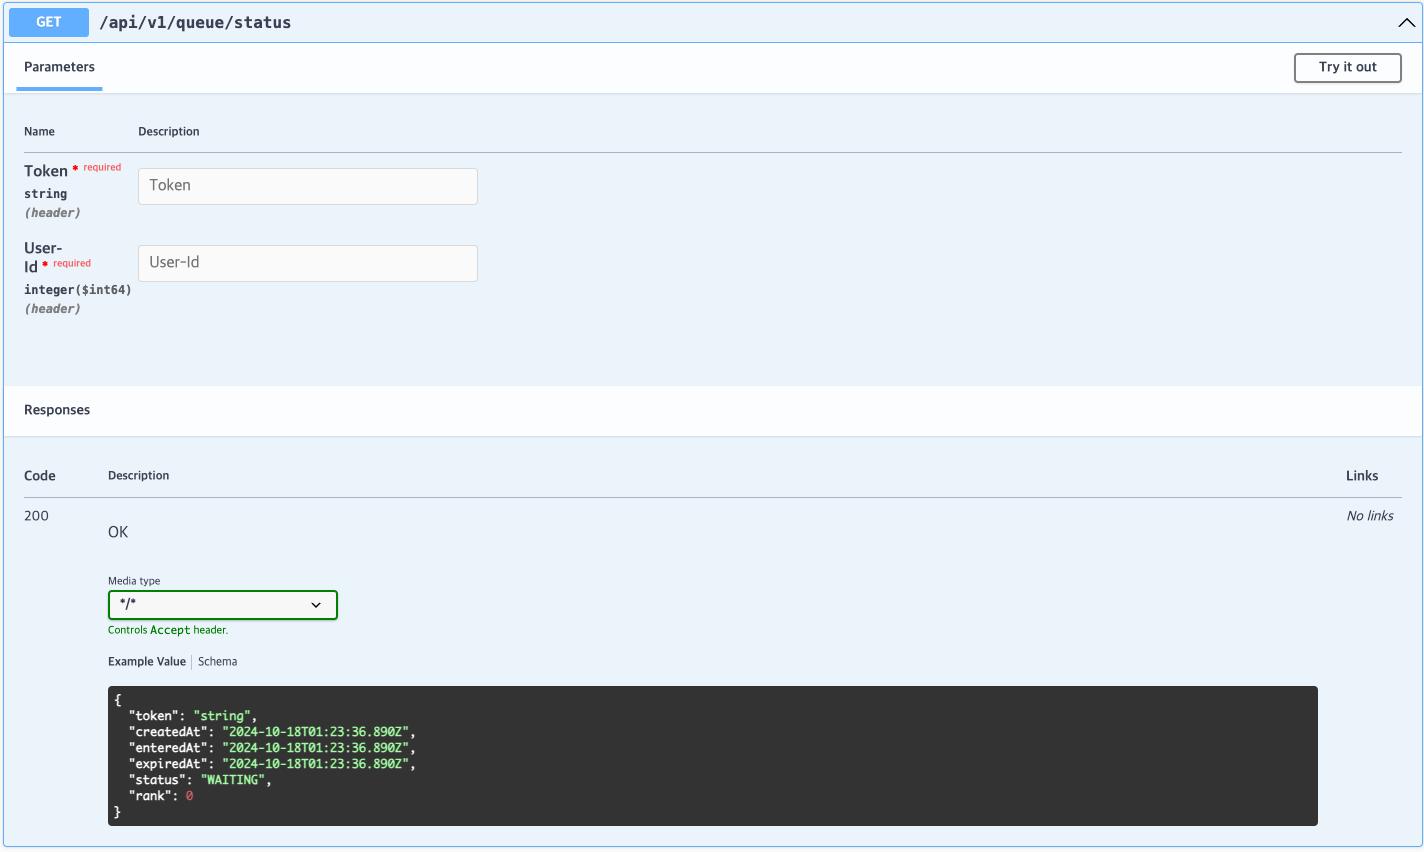 GET /api/v1/queue/status
Parameters
Try it out
Name Description
Token * required
string
(header)
Token
User-
Id * required
integer($int64)
(header)
User-Id
Responses
Code Description Links
200
OK
No links
Media type
*/*
Controls Accept header.
Example Value Schema
{
"token": "string",
"createdAt": "2024-10-18T01:23:36.890Z",
"enteredAt": "2024-10-18T01:23:36.890Z",
"expiredAt": "2024-10-18T01:23:36.890Z",
"status": "WAITING",
"rank": 0
}